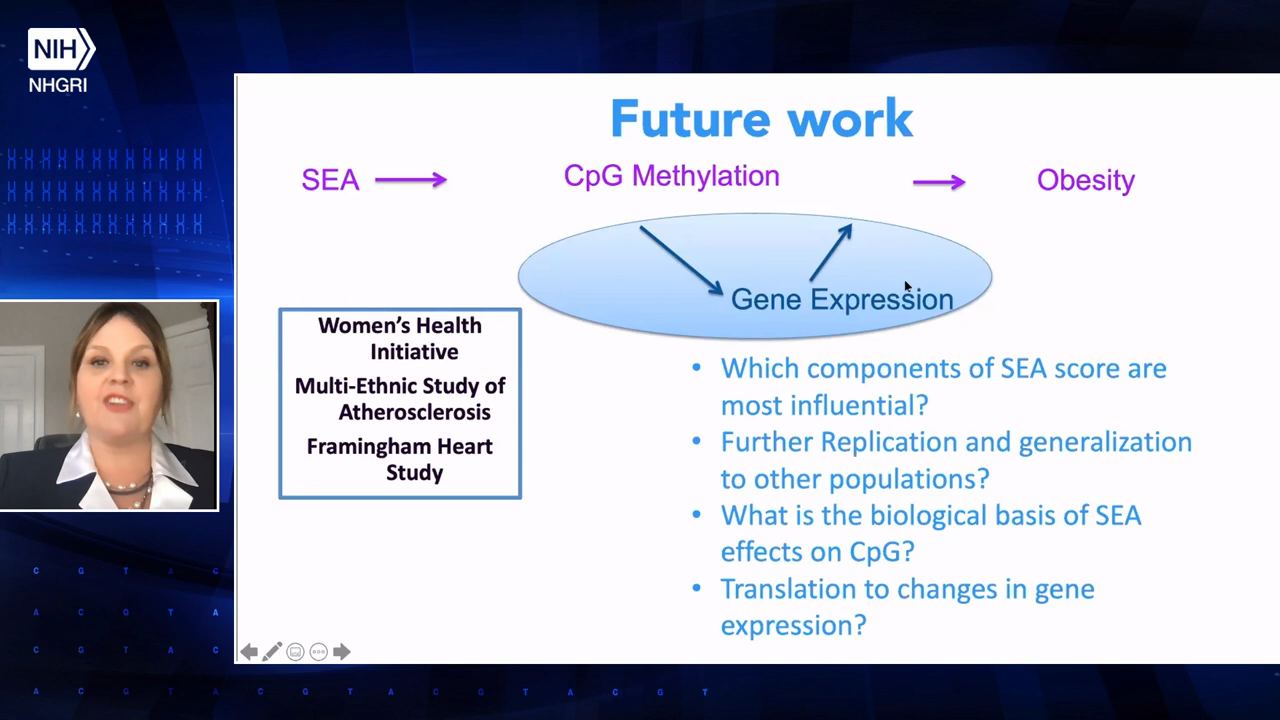 NIH
NHGRI
Future work
SEA
CpG Methylation
Obesity
Gene Expression
Women's Health
Initiative
Multi-Ethnic Study of
Atherosclerosis
Framingham Heart
Study
• Which components of SEA score are
most influential?
• Further Replication and generalization
to other populations?
• What is the biological basis of SEA
effects on CpG?
• Translation to changes in gene
expression?
C G T A C
A C G T A
C G T A C
A C G T A C G T A C G T A C G T